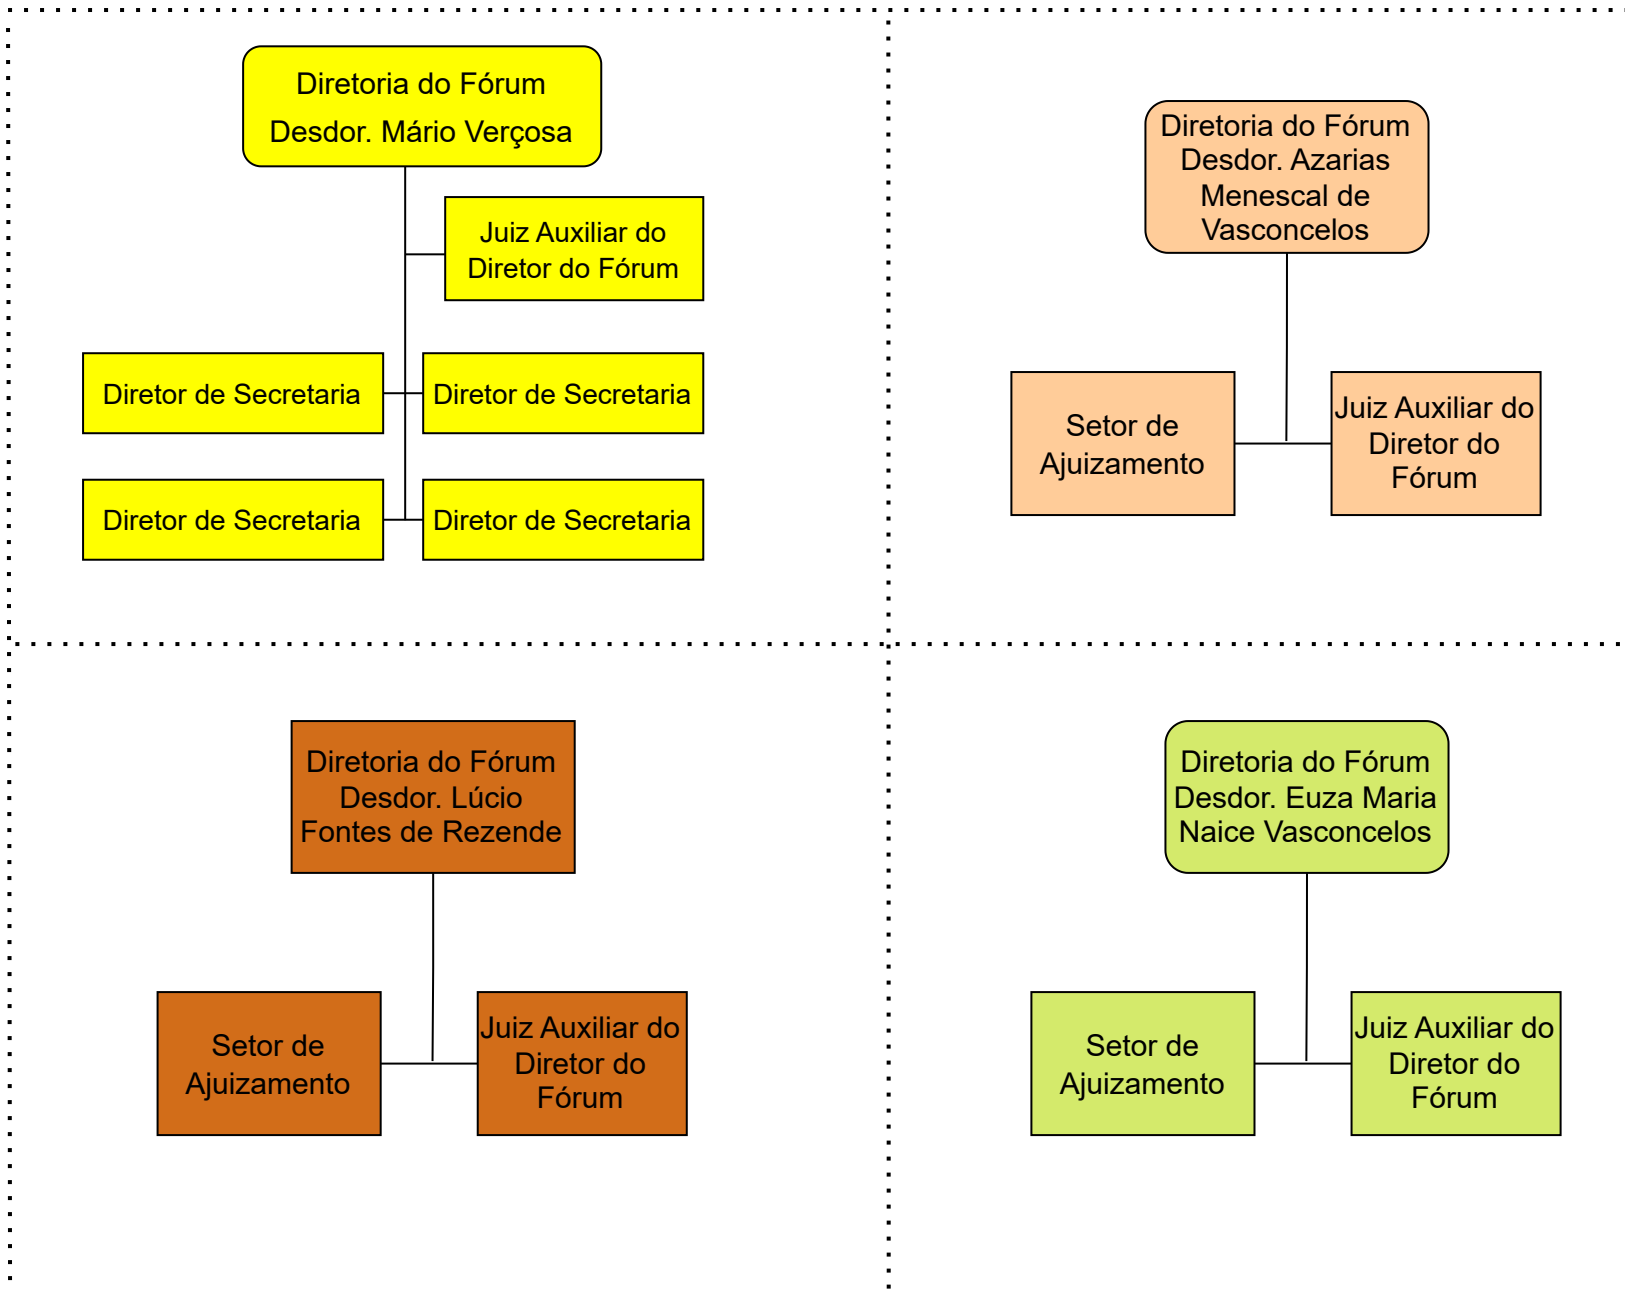 Diretoria do Fórum
Desdor. Mário Verçosa
Juiz Auxiliar do
Diretor do Fórum
Diretor de Secretaria
Diretor de Secretaria
Diretor de Secretaria
Diretor de Secretaria
Diretoria do Fórum
Desdor. Azarias
Menescal de
Vasconcelos
Setor de
Ajuizamento
Juiz Auxiliar do
Diretor do
Fórum
Diretoria do Fórum
Desdor. Lúcio
Fontes de Rezende
Setor de
Ajuizamento
Juiz Auxiliar do
Diretor do
Fórum
Diretoria do Fórum
Desdor. Euza Maria
Naice Vasconcelos
Setor de
Ajuizamento
Juiz Auxiliar do
Diretor do
Fórum